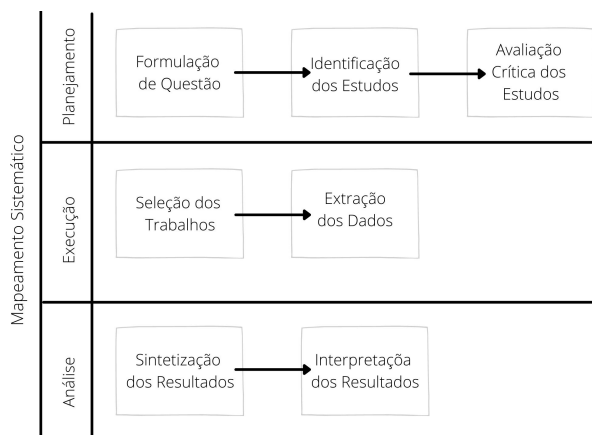 Mapeamento Sistemático
Planejamento
Formulação
de Questão
Identificação
dos Estudos
Avaliação
Crítica dos
Estudos
Execução
Seleção dos
Trabalhos
Extração
dos Dados
Análise
Sintetização
dos Resultados
Interpretaçõa
dos Resultados